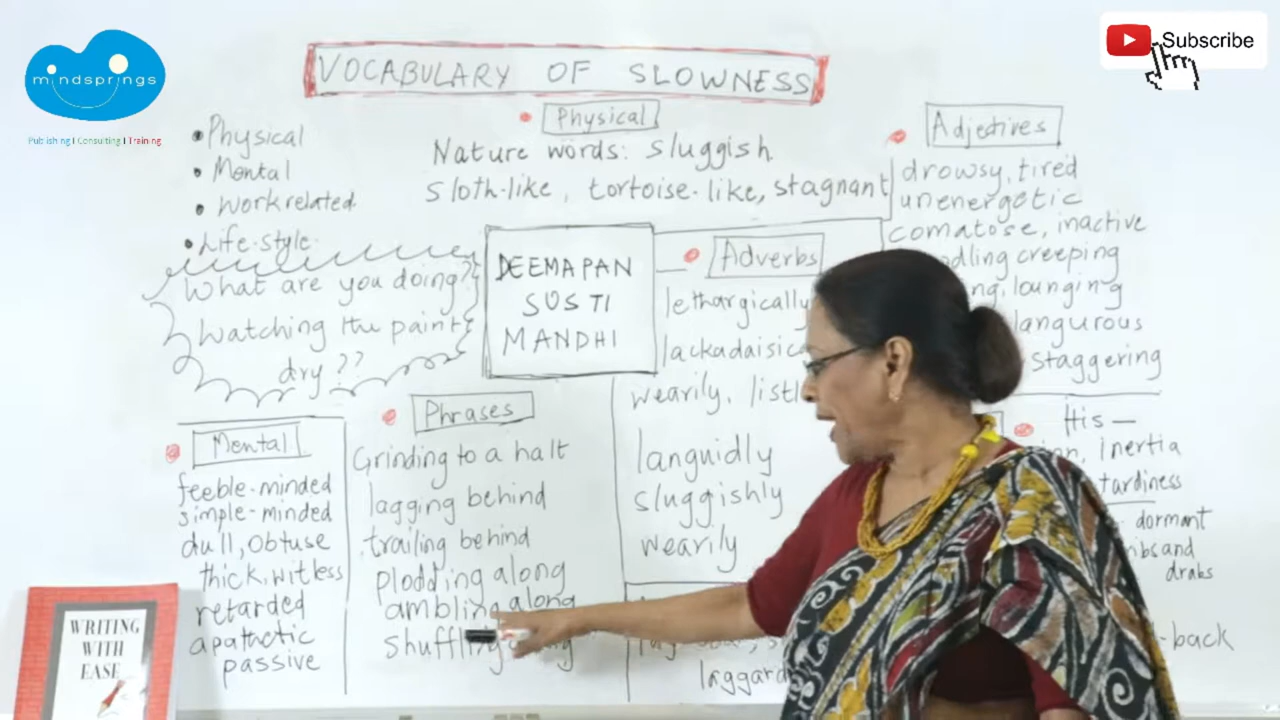 mindsprings
Publishing | Consulting | Training
Subscribe
VOCABULARY OF SLOWNESS
• Physical
• Mental
• Work related
• Life-style
Physical
Nature words: sluggish
sloth-like, tortoise-like, stagnant
Adjectives
drowsy, tired
unenergetic
comatose, inactive
creeping
lounging
langurous
staggering
What are you doing?
Watching the paint
dry??
DEEMAPAN
SUSTI
MANDHI
Adverbs
lethargically
wearily,
languidly
sluggishly
wearily
Mental
feeble-minded
simple-minded
dull, obtuse
thick, witless
retarded
apathetic
passive
Phrases
Grinding to a halt
lagging behind
trailing behind
plodding along
ambling along
shuffling
His —
inertia
tardiness
dormant
and
drabs
-back
laggard
WRITING
WITH
EASE